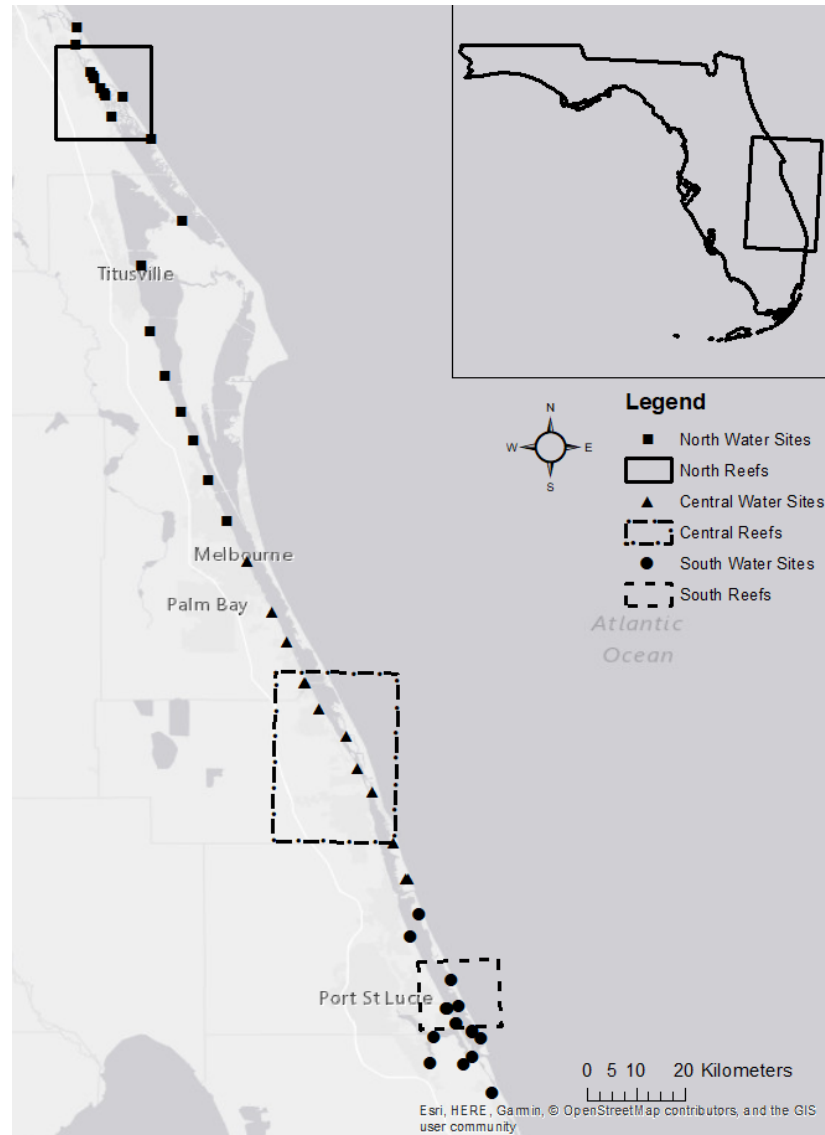 Titusville
Melbourne
Palm Bay
Port St Lucie
Legend
N
W
E
S
North Water Sites
North Reefs
Central Water Sites
Central Reefs
South Water Sites
South Reefs
Atlantic
Ocean
0 5 10 20 Kilometers
Esri, HERE, Garmin, © OpenStreetMap contributors, and the GIS
user community